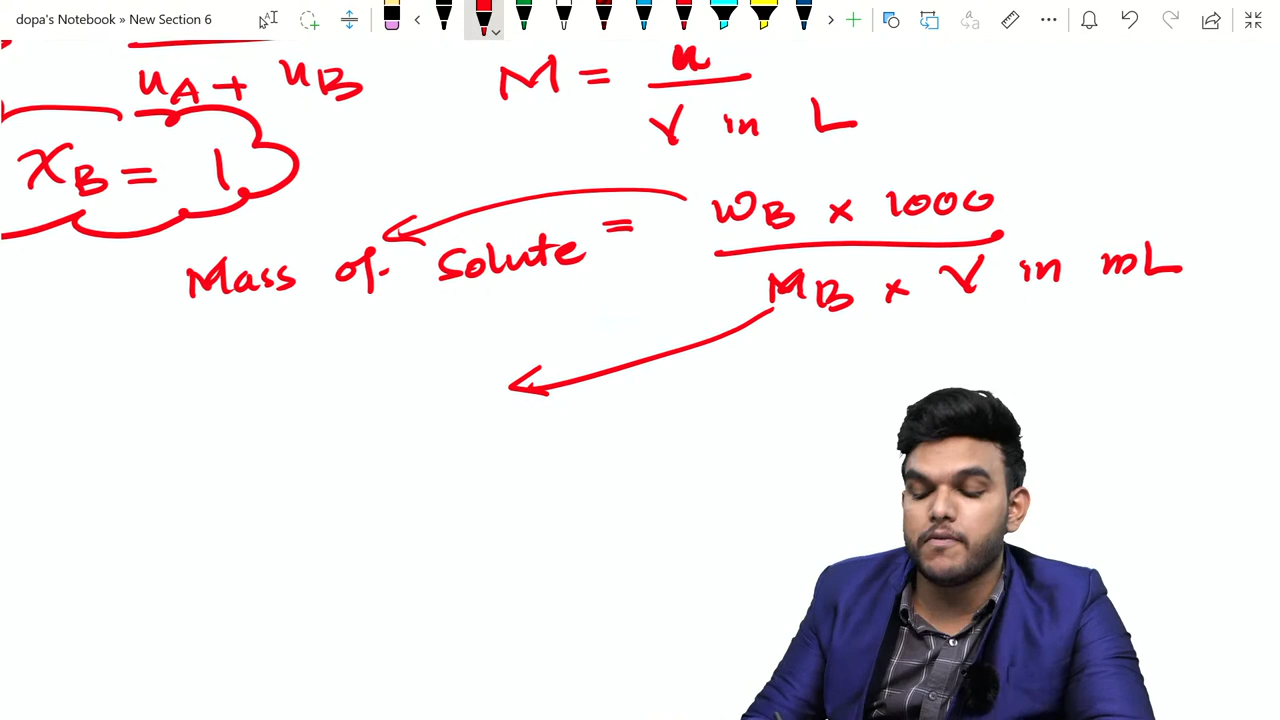 dopa's Notebook » New Section 6
nA + nB
M = n
V in L
xB = 1
= wB × 1000
Mass of Solute
MB × V in mL